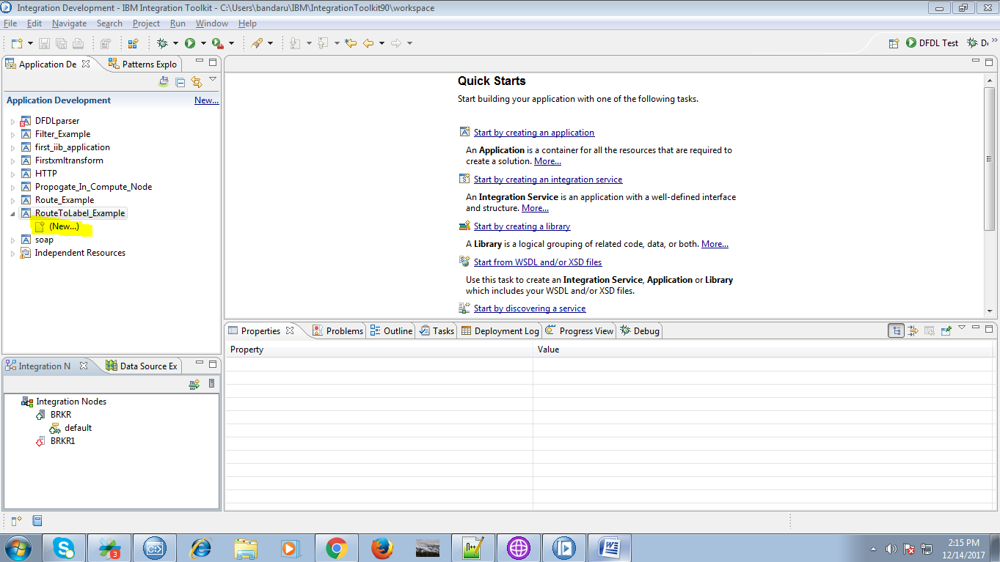 Integration Development - IBM Integration Toolkit - C:\Users\bandaru\IBM\IntegrationToolkit90\workspace
File Edit Navigate Search Project Run Window Help
DFDL Test
Application De
Patterns Explo
Application Development
New...
DFDLparser
Filter_Example
first_iib_application
Firstxmltransform
HTTP
Propogate_In_Compute_Node
Route_Example
RouteToLabel_Example
(New...)
soap
Independent Resources
Quick Starts
Start building your application with one of the following tasks.
Start by creating an application
An Application is a container for all the resources that are required to
create a solution. More...
Start by creating an integration service
An Integration Service is an application with a well-defined interface
and structure. More...
Start by creating a library
A Library is a logical grouping of related code, data, or both. More...
Start from WSDL and/or XSD files
Use this task to create an Integration Service, Application or Library
which includes your WSDL and/or XSD files.
Start by discovering a service
Properties Problems Outline Tasks Deployment Log Progress View Debug
Property Value
Integration N
Data Source Ex
Integration Nodes
BRKR
default
BRKR1
2:15 PM
12/14/2017